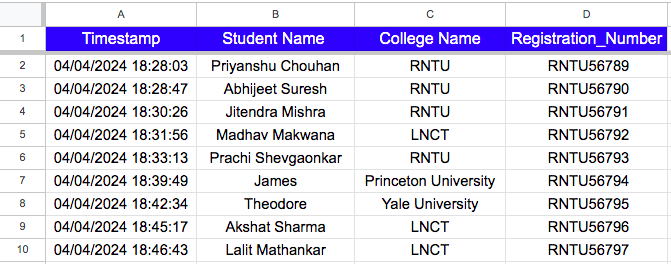 A B C D
1 Timestamp Student Name College Name Registration_Number
2 04/04/2024 18:28:03 Priyanshu Chouhan RNTU RNTU56789
3 04/04/2024 18:28:47 Abhijeet Suresh RNTU RNTU56790
4 04/04/2024 18:30:26 Jitendra Mishra RNTU RNTU56791
5 04/04/2024 18:31:56 Madhav Makwana LNCT RNTU56792
6 04/04/2024 18:33:13 Prachi Shevgaonkar RNTU RNTU56793
7 04/04/2024 18:39:49 James Princeton University RNTU56794
8 04/04/2024 18:42:34 Theodore Yale University RNTU56795
9 04/04/2024 18:45:17 Akshat Sharma LNCT RNTU56796
10 04/04/2024 18:46:43 Lalit Mathankar LNCT RNTU56797